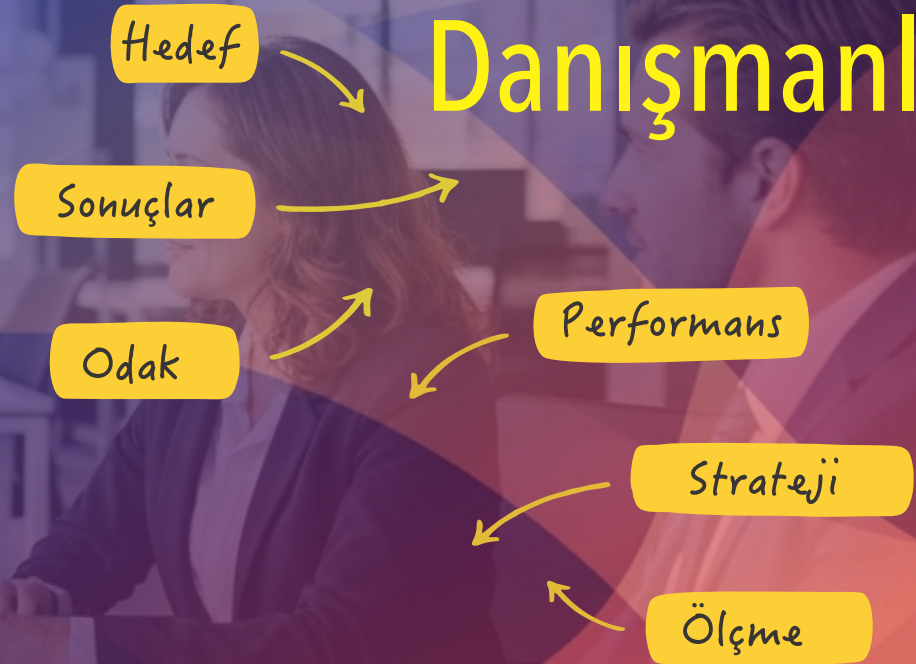 Danışmanl
Hedef
Sonuçlar
Odak
Performans
Strateji
Ölçme